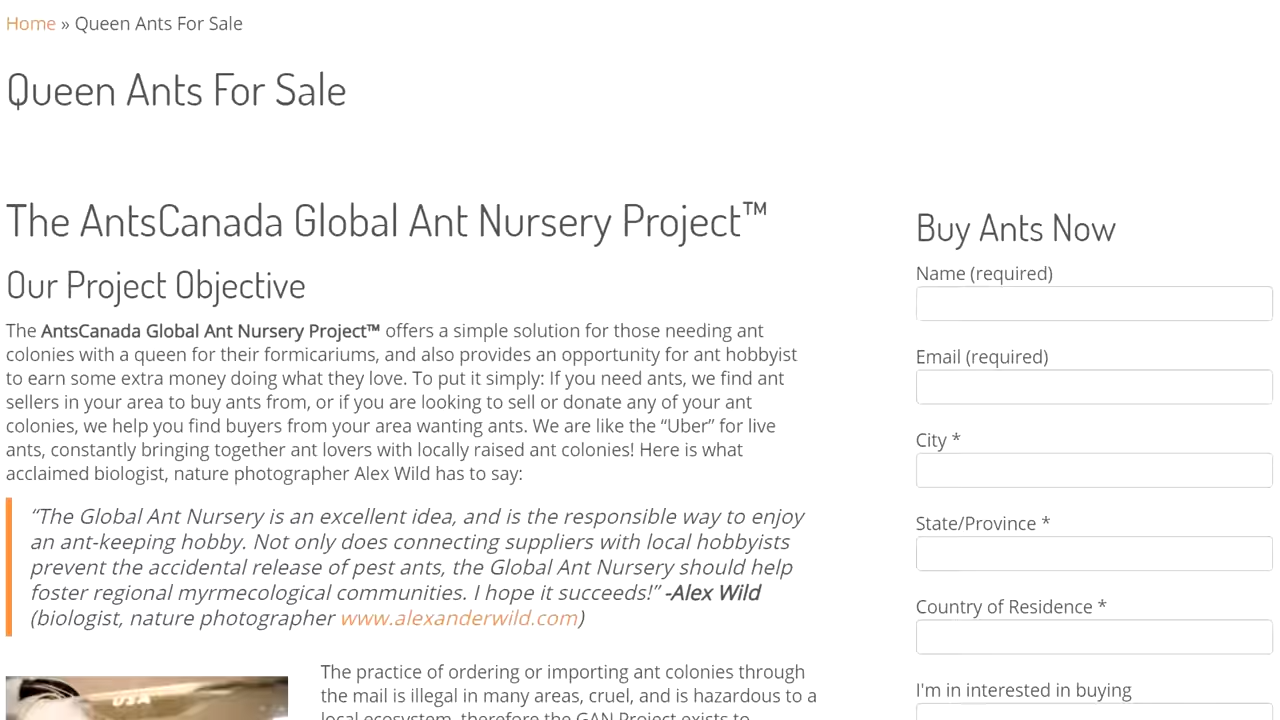 Home » Queen Ants For Sale
Queen Ants For Sale
The AntsCanada Global Ant Nursery Project™
Our Project Objective
The AntsCanada Global Ant Nursery Project™ offers a simple solution for those needing ant
colonies with a queen for their formicariums, and also provides an opportunity for ant hobbyist
to earn some extra money doing what they love. To put it simply: If you need ants, we find ant
sellers in your area to buy ants from, or if you are looking to sell or donate any of your ant
colonies, we help you find buyers from your area wanting ants. We are like the “Uber” for live
ants, constantly bringing together ant lovers with locally raised ant colonies! Here is what
acclaimed biologist, nature photographer Alex Wild has to say:
“The Global Ant Nursery is an excellent idea, and is the responsible way to enjoy
an ant-keeping hobby. Not only does connecting suppliers with local hobbyists
prevent the accidental release of pest ants, the Global Ant Nursery should help
foster regional myrmecological communities. I hope it succeeds!” -Alex Wild
(biologist, nature photographer www.alexanderwild.com)
USA
The practice of ordering or importing ant colonies through
the mail is illegal in many areas, cruel, and is hazardous to a
local ecosystem, therefore the GAN Project exists to
Buy Ants Now
Name (required)
Email (required)
City *
State/Province *
Country of Residence *
I'm in interested in buying